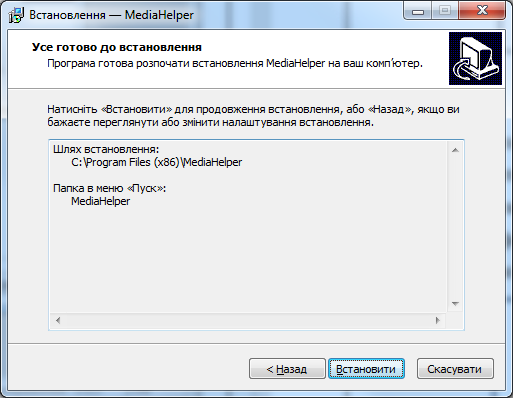 Встановлення — MediaHelper
Усе готово до встановлення
Програма готова розпочати встановлення MediaHelper на ваш комп’ютер.
Натисніть «Встановити» для продовження встановлення, або «Назад», якщо ви
бажаєте переглянути або змінити налаштування встановлення.
Шлях встановлення:
C:\Program Files (x86)\MediaHelper
Папка в меню «Пуск»:
MediaHelper
< Назад
Встановити
Скасувати